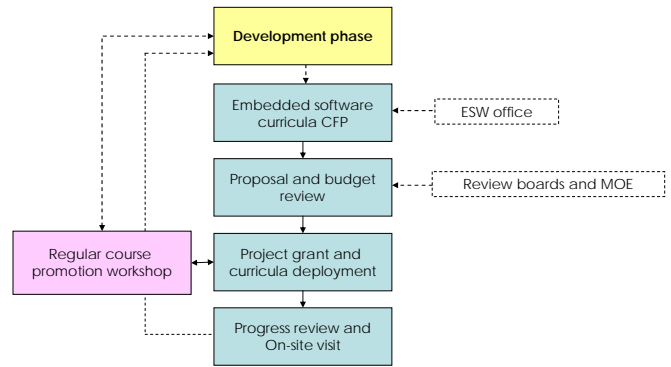 Development phase
Embedded software
curricula CFP
ESW office
Proposal and budget
review
Review boards and MOE
Regular course
promotion workshop
Project grant and
curricula deployment
Progress review and
On-site visit